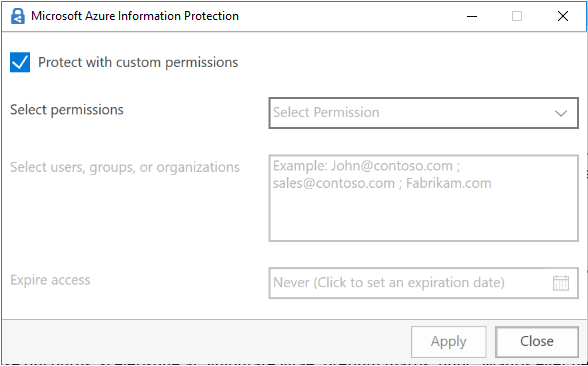 Microsoft Azure Information Protection
Protect with custom permissions
Select permissions
Select Permission
Select users, groups, or organizations
Example: John@contoso.com ;
sales@contoso.com ; Fabrikam.com
Expire access
Never (Click to set an expiration date)
Apply
Close